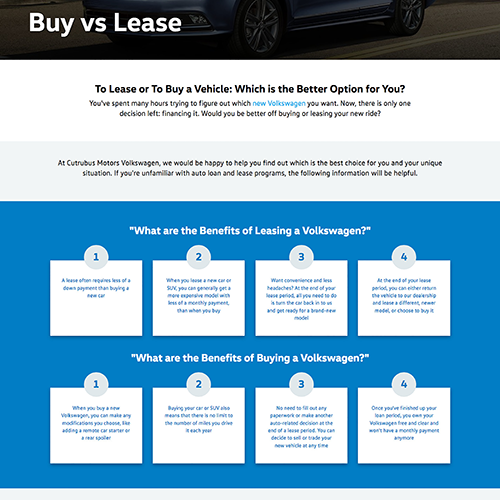 Buy vs Lease
To Lease or To Buy a Vehicle: Which is the Better Option for You?
You've spent many hours trying to figure out which new Volkswagen you want. Now, there is only one
decision left: financing it. Would you be better off buying or leasing your new ride?
At Cutrubus Motors Volkswagen, we would be happy to help you find out which is the best choice for you and your unique
situation. If you're unfamiliar with auto loan and lease programs, the following information will be helpful.
"What are the Benefits of Leasing a Volkswagen?"
1
A lease often requires less of a
down payment than buying a
new car
2
When you lease a new car or
SUV, you can generally get a
more expensive model with
less of a monthly payment,
than when you buy
3
Want convenience and less
headaches? At the end of your
lease period, all you need to do
is turn the car back in to us
and get ready for a brand-new
model
4
At the end of your lease
period, you can either return
the vehicle to our dealership
and lease a different, newer
model, or choose to buy it
"What are the Benefits of Buying a Volkswagen?"
1
When you buy a new
Volkswagen, you can make any
modifications you choose, like
adding a remote car starter or
a rear spoiler
2
Buying your car or SUV also
means that there is no limit to
the number of miles you drive
it each year
3
No need to fill out any
paperwork or make another
auto-related decision at the
end of a lease period. You can
decide to sell or trade your
new vehicle at any time
4
Once you've finished up your
loan period, you own your
Volkswagen free and clear and
won't have a monthly payment
anymore